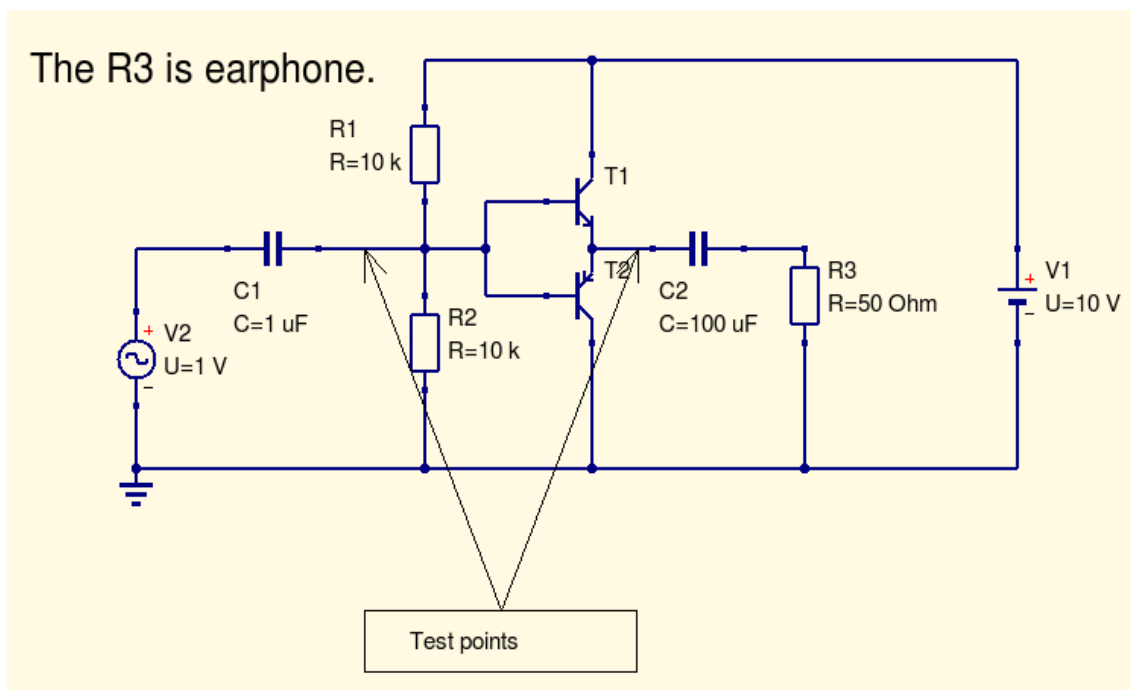 The R3 is earphone.
R1
R=10 k
T1
C1
C=1 uF
V2
U=1 V
R2
R=10 k
T2
C2
C=100 uF
R3
R=50 Ohm
V1
U=10 V
Test points